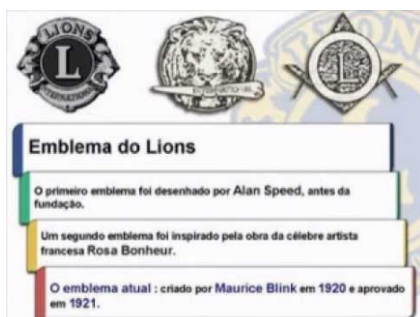 LIONS
L
INTERNATIONAL
INTERNATIONAL
L
Emblema do Lions
O primeiro emblema foi desenhado por Alan Speed, antes da
fundação.
Um segundo emblema foi inspirado pela obra da célebre artista
francesa Rosa Bonheur.
O emblema atual : criado por Maurice Blink em 1920 e aprovado
em 1921.